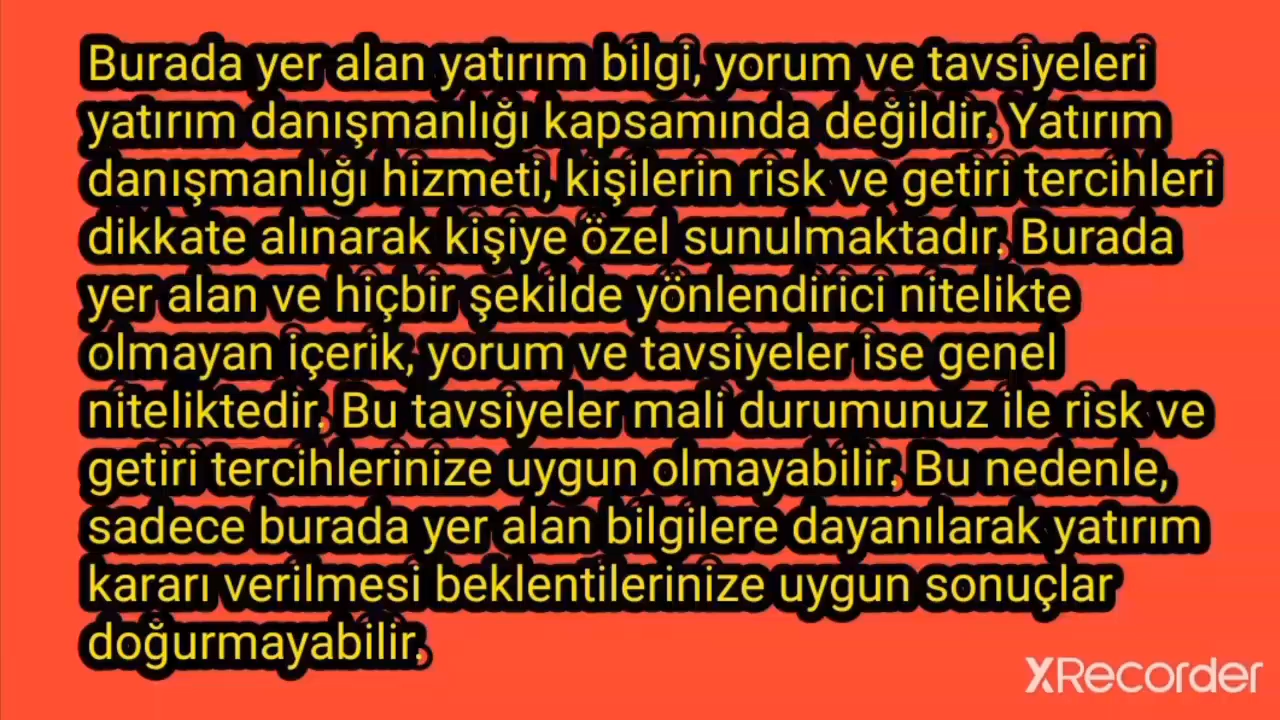 Burada yer alan yatırım bilgi, yorum ve tavsiyeleri
yatırım danışmanlığı kapsamında değildir. Yatırım
danışmanlığı hizmeti, kişilerin risk ve getiri tercihleri
dikkate alınarak kişiye özel sunulmaktadır. Burada
yer alan ve hiçbir şekilde yönlendirici nitelikte
olmayan içerik, yorum ve tavsiyeler ise genel
niteliktedir. Bu tavsiyeler mali durumunuz ile risk ve
getiri tercihlerinize uygun olmayabilir. Bu nedenle,
sadece burada yer alan bilgilere dayanılarak yatırım
kararı verilmesi beklentilerinize uygun sonuçlar
doğurmayabilir.
XRecorder